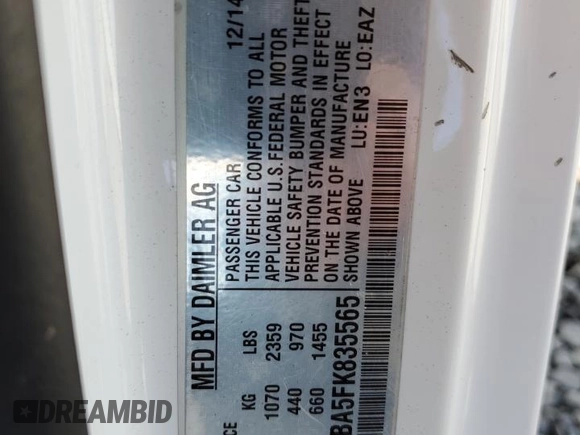 12/14
MFD BY DAIMLER AG
PASSENGER CAR
THIS VEHICLE CONFORMS TO ALL
APPLICABLE U.S. FEDERAL MOTOR
VEHICLE SAFETY BUMPER AND THEFT
PREVENTION STANDARDS IN EFFECT
ON THE DATE OF MANUFACTURE
SHOWN ABOVE LU:EN3 LO:EAZ
KG LBS
1070 2359
440 970
660 1455
BA5FK835565
DREAMBID